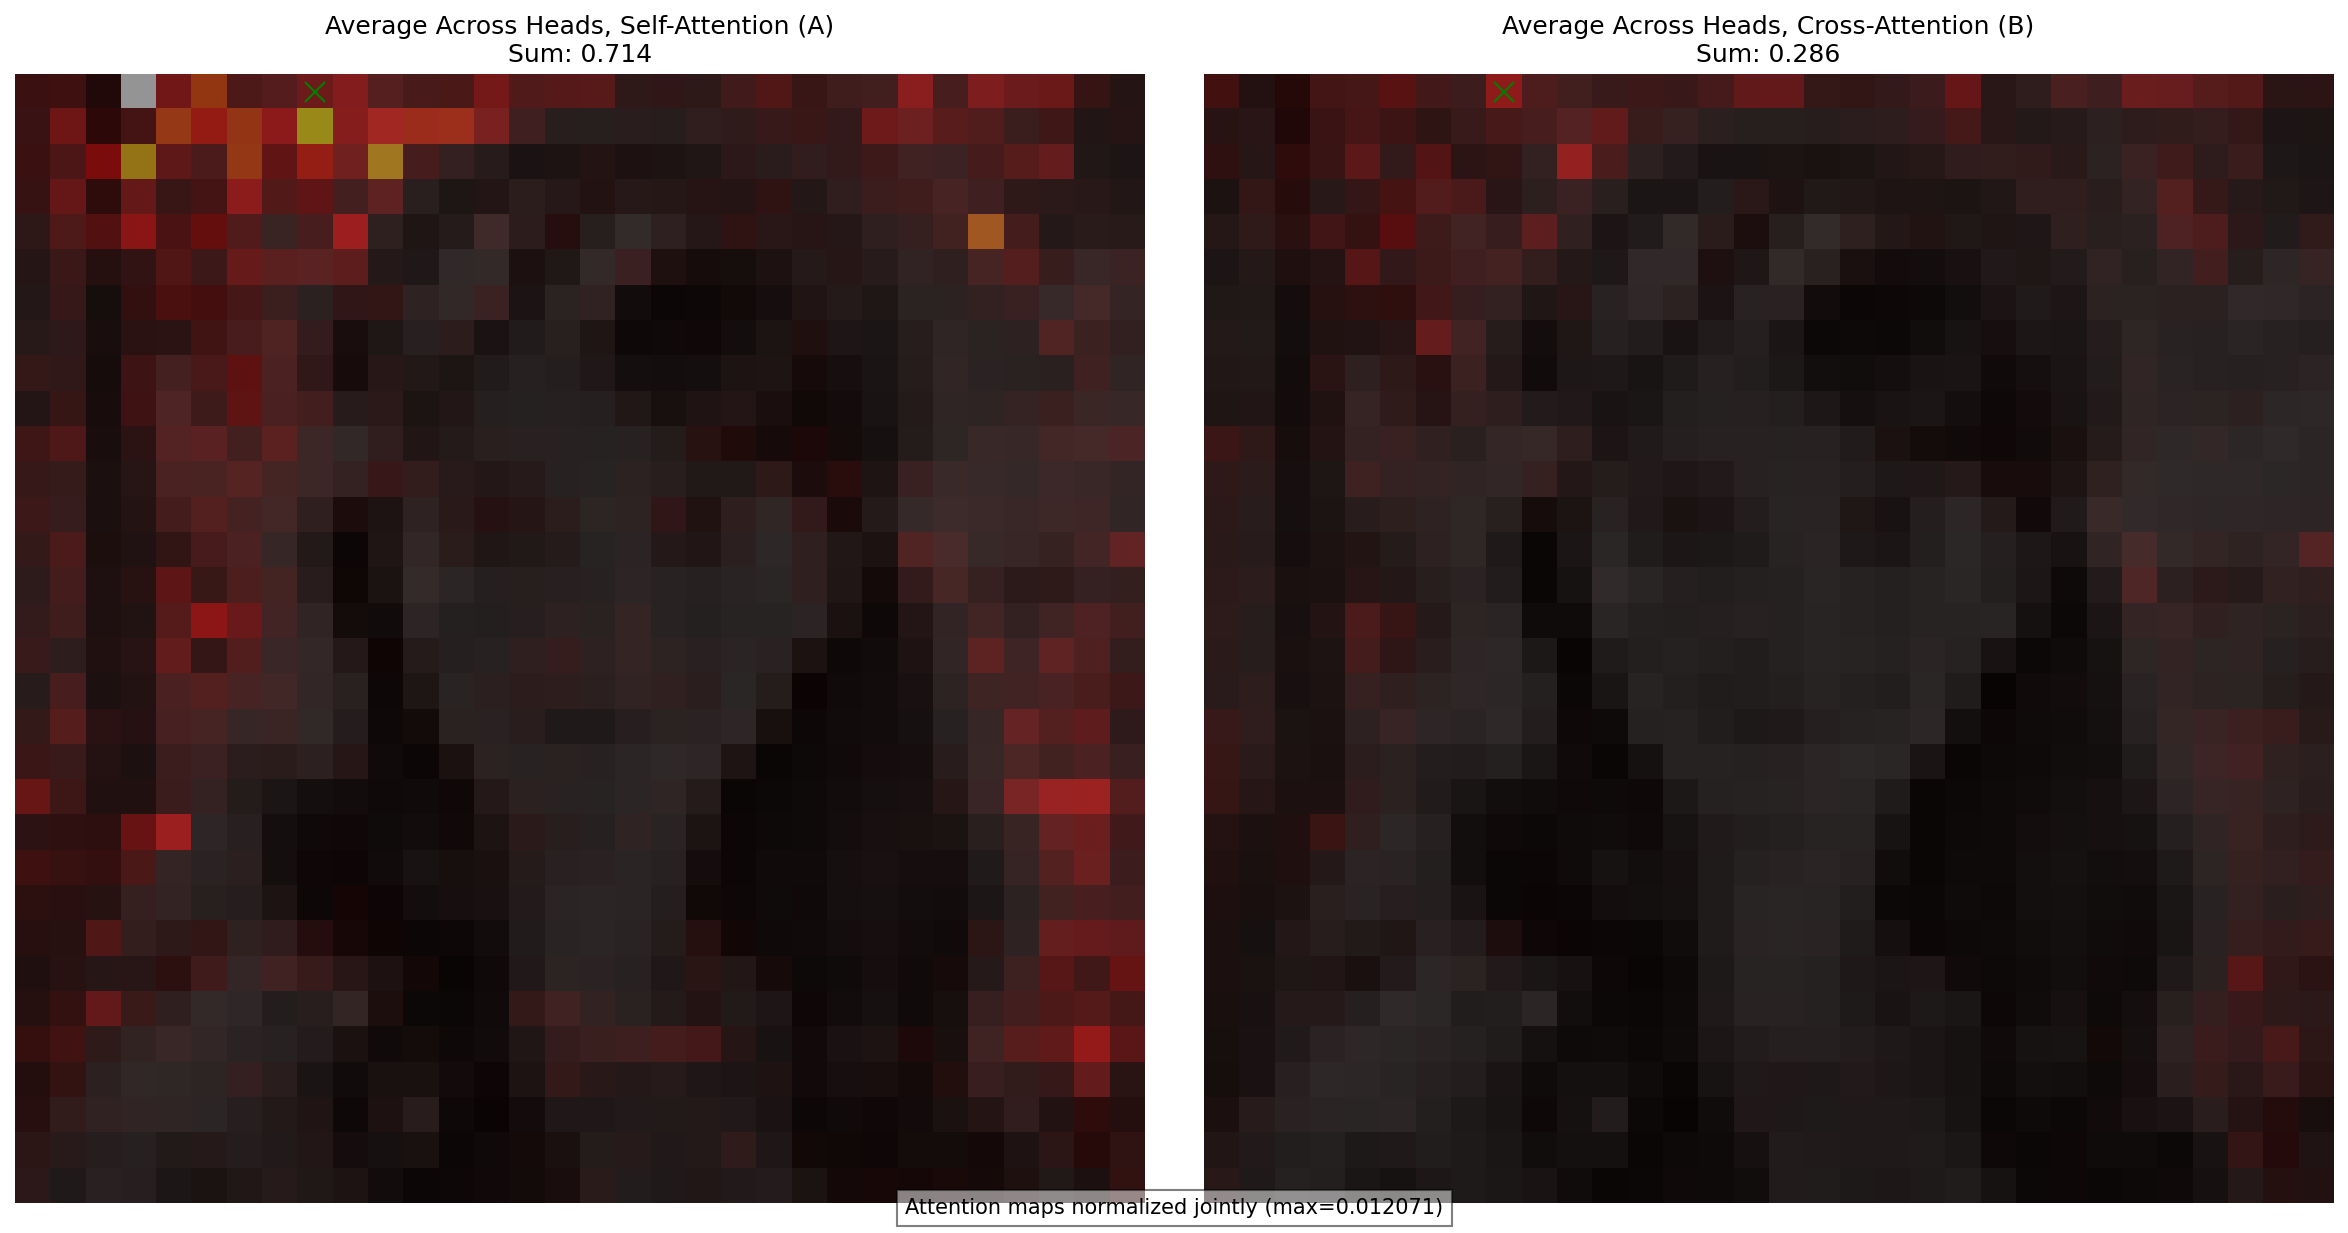 Average Across Heads, Self-Attention (A)
Sum: 0.714
Average Across Heads, Cross-Attention (B)
Sum: 0.286
Attention maps normalized jointly (max=0.012071)